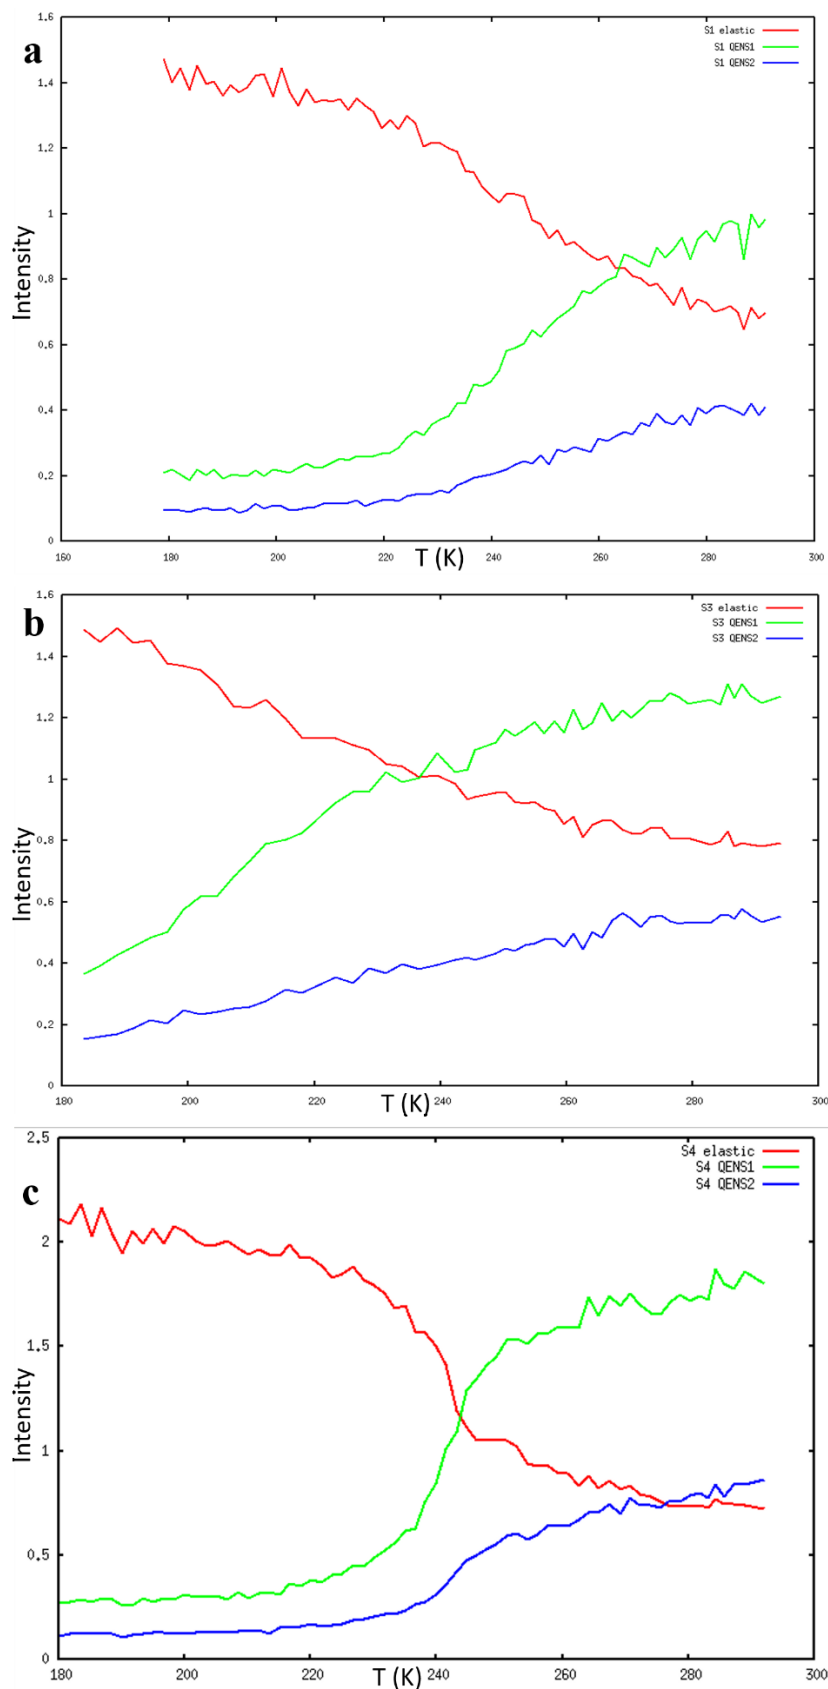 a
S1 elastic
S1 QENS1
S1 QENS2
1.6
1.4
1.2
1
0.8
0.6
0.4
0.2
0
Intensity
160 180 200 220 240 260 280 300
T (K)
b
S3 elastic
S3 QENS1
S3 QENS2
1.6
1.4
1.2
1
0.8
0.6
0.4
0.2
0
Intensity
180 200 220 240 260 280 300
T (K)
c
S4 elastic
S4 QENS1
S4 QENS2
2.5
2
1.5
1
0.5
0
Intensity
180 200 220 240 260 280 300
T (K)